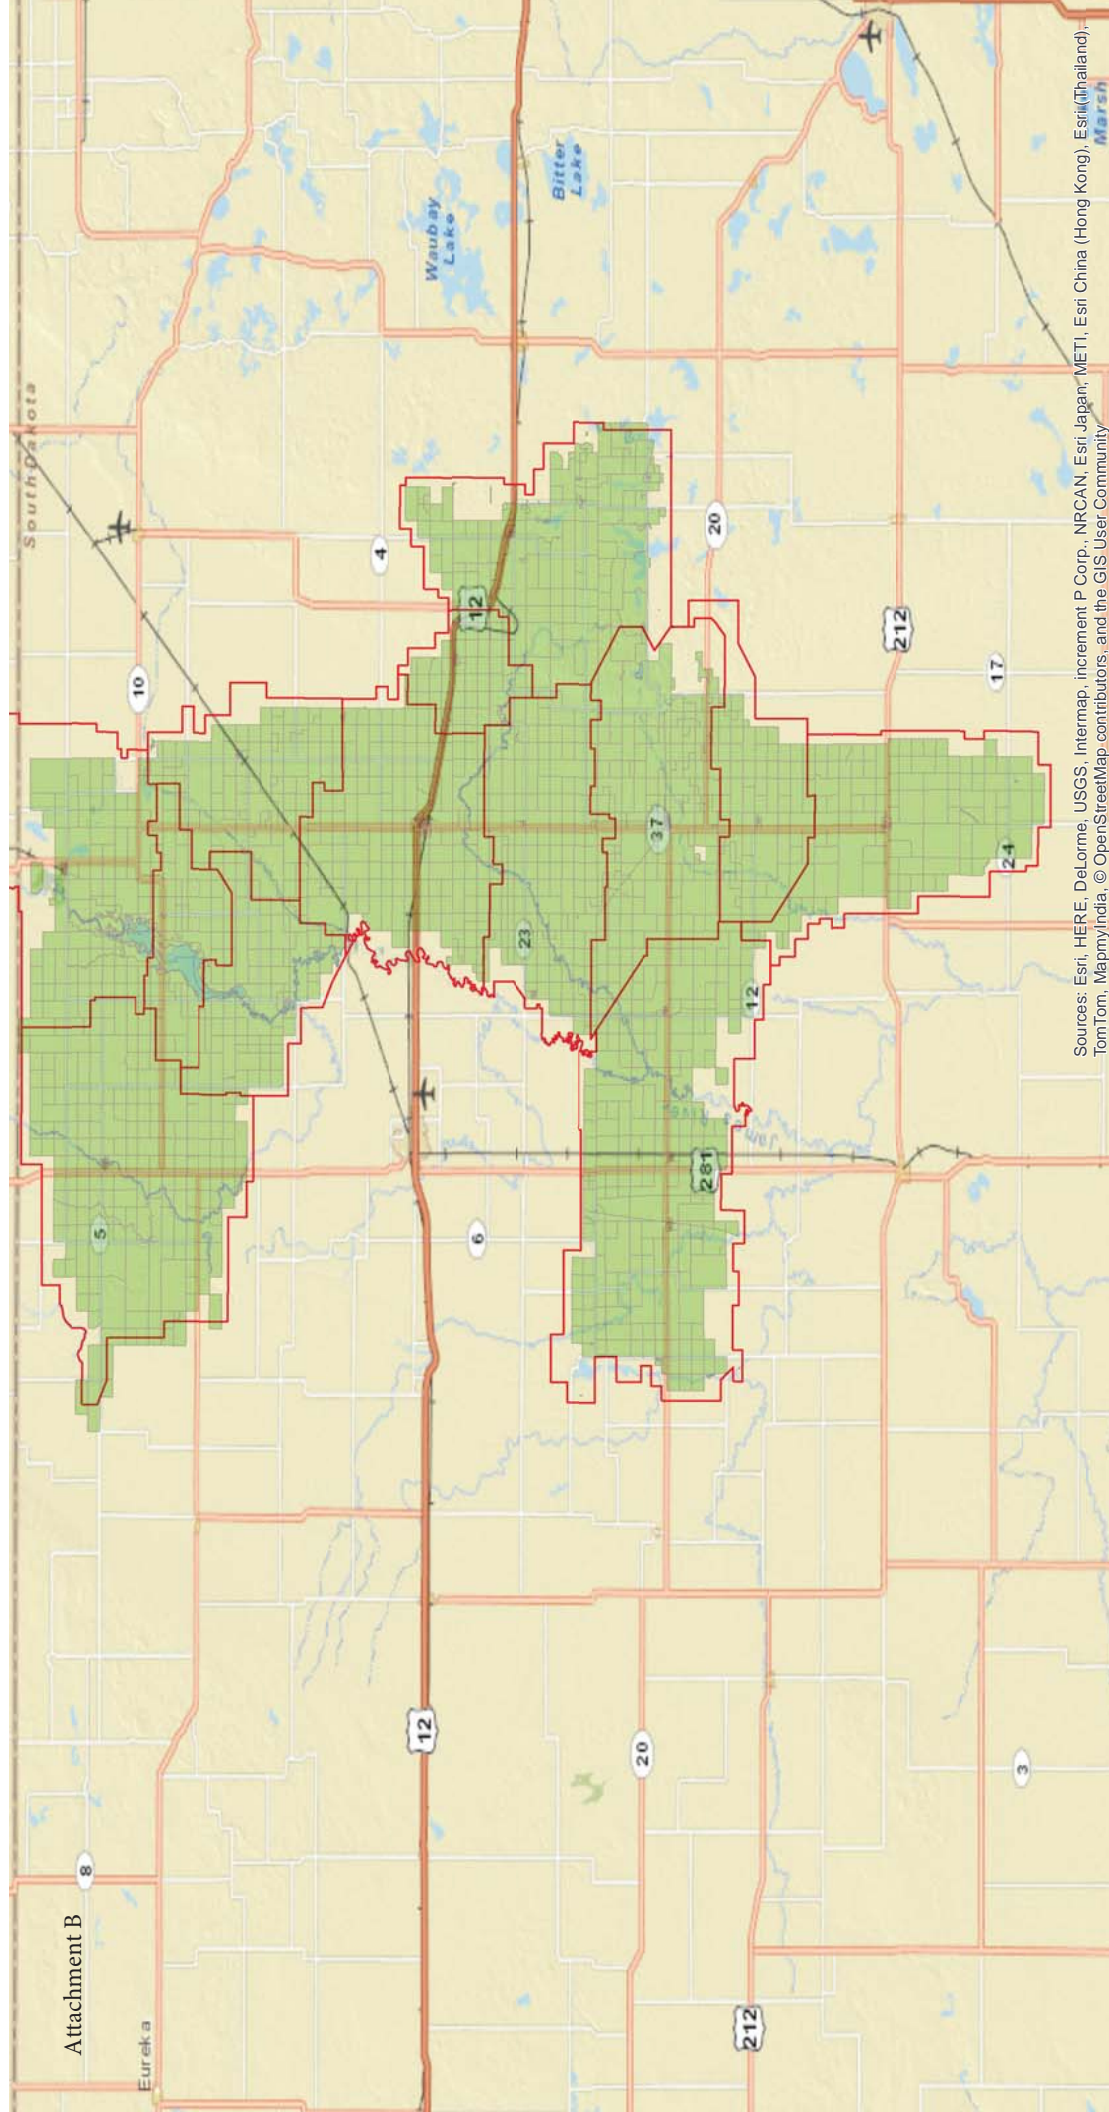 Attachment B
South Dakota
Eureka
8
10
5
4
Waubay
Lake
Bitter
Lake
12
12
6
23
37
20
20
12
281
James River
212
212
17
24
3
Marsh
Sources: Esri, HERE, DeLorme, USGS, Intermap, increment P Corp., NRCAN, Esri Japan, METI, Esri China (Hong Kong), Esri (Thailand),
TomTom, MapmyIndia, © OpenStreetMap contributors, and the GIS User Community